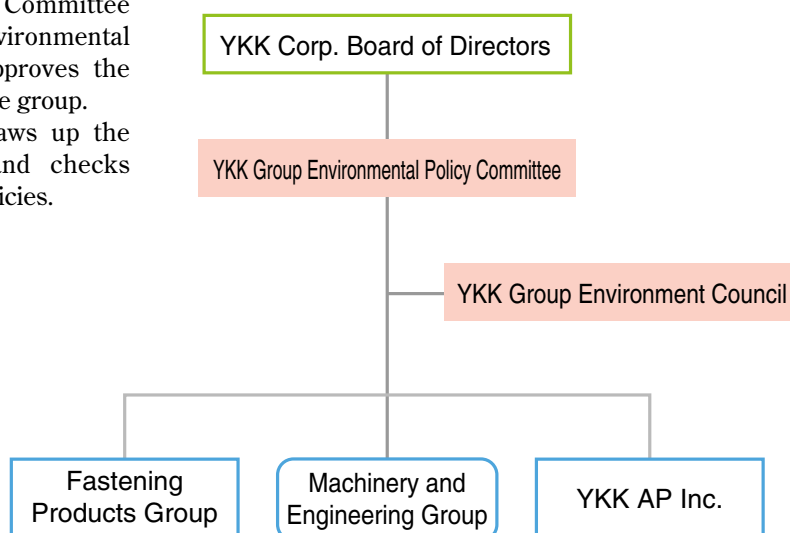 Committee
vironmental
pproves the
e group.
aws up the
nd checks
icies.
YKK Corp. Board of Directors
YKK Group Environmental Policy Committee
YKK Group Environment Council
Fastening
Products Group
Machinery and
Engineering Group
YKK AP Inc.